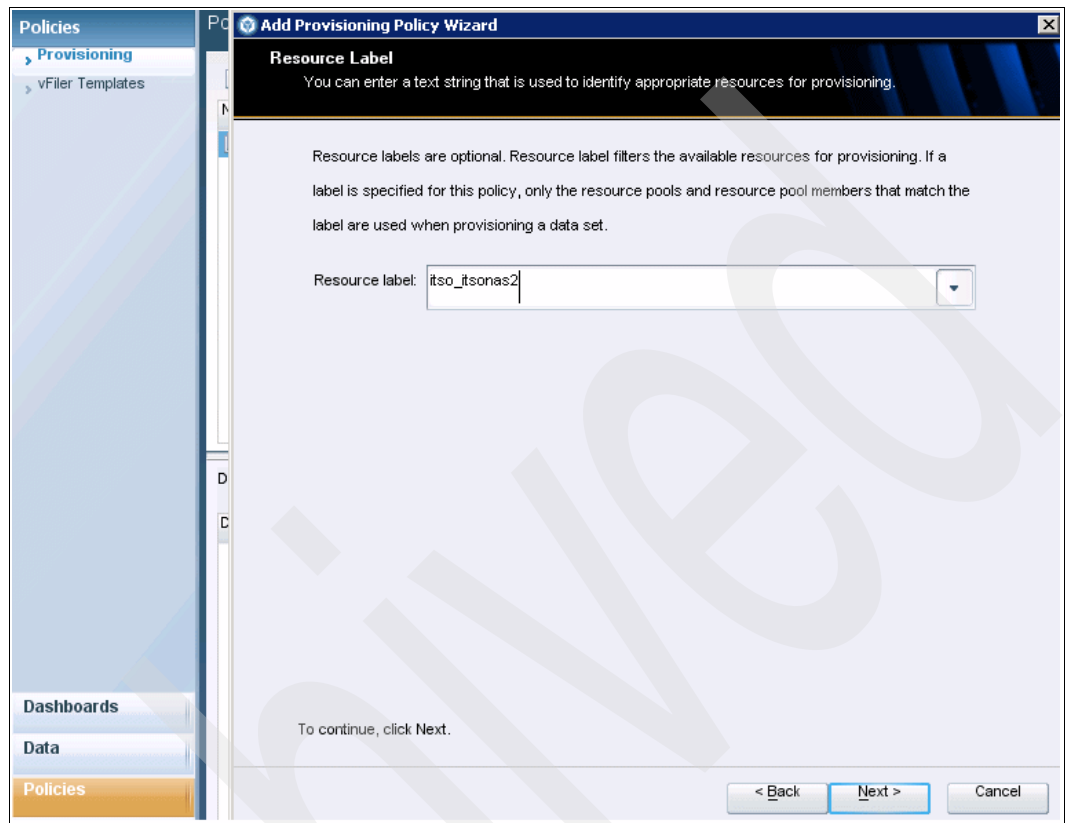 Policies
Provisioning
vFiler Templates
Dashboards
Data
Policies
Add Provisioning Policy Wizard
Resource Label
You can enter a text string that is used to identify appropriate resources for provisioning.
Resource labels are optional. Resource label filters the available resources for provisioning. If a
label is specified for this policy, only the resource pools and resource pool members that match the
label are used when provisioning a data set.
Resource label: itso_itsonas2
To continue, click Next.
< Back Next > Cancel